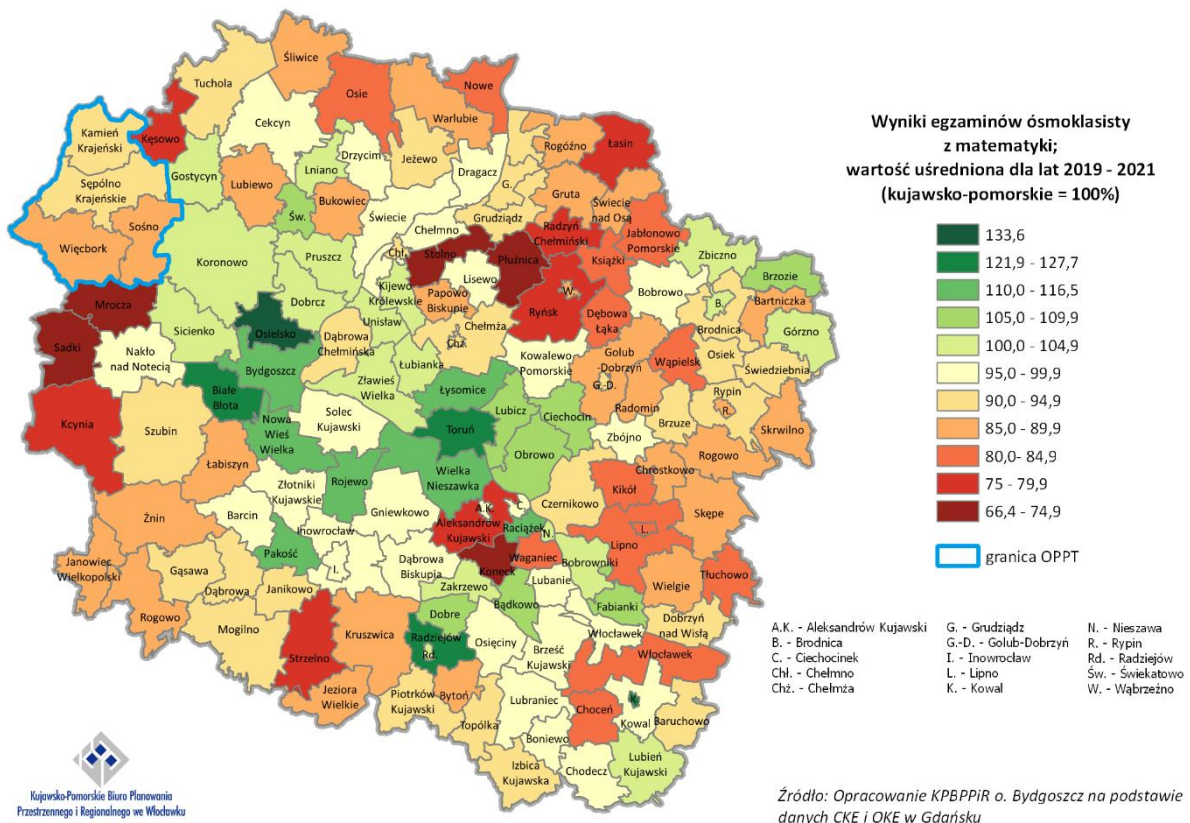 Śliwice
Tuchola
Osie
Nowe
Warlubie
Cekcyn
Kamień
Krajeński
Kęsowo
Rogóźno
Łasin
Drzycim
Jeżewo
Dragacz
Sępólno
Krajeńskie
Gostycyn
Lubiewo
Lniano
G.
Gruta
Św.
Bukowiec
Grudziądz
Świecie
nad Osą
Świecie
Sośno
Więcbork
Chełmno
Radzyń
Chełmiński
Jabłonowo
Pomorskie
Koronowo
Pruszcz
Chł.
Stolno
Płużnica
Książki
Zbiczno
Brzozie
Lisewo
Bobrowo
Kijewo
Królewskie
Papowo
Biskupie
W.
B.
Bartniczka
Mrocza
Dobrcz
Ryńsk
Dębowa
Łąka
Unisław
Chełmża
Brodnica
Górzno
Sicienko
Osielsko
Dąbrowa
Chełmińska
Chż.
Sadki
Nakło
nad Notecią
Kowalewo
Pomorskie
Golub
-Dobrzyń
Wąpielsk
Osiek
Świedziebnia
Bydgoszcz
Łubianka
G.-D.
Białe
Błota
Zławieś
Wielka
Łysomice
Rypin
R.
Kcynia
Lubicz
Ciechocin
Radomin
Brzuze
Szubin
Nowa
Wieś
Wielka
Solec
Kujawski
Toruń
Zbójno
Skrwilno
Łabiszyn
Obrowo
Rogowo
Wielka
Nieszawka
Chrostkowo
Złotniki
Kujawskie
Rojewo
Kikół
Czernikowo
Skępe
Żnin
Barcin
Gniewkowo
A.K.
C.
Inowrocław
Aleksandrów
Kujawski
Raciążek
N.
L.
Lipno
Pakość
I.
Dąbrowa
Biskupia
Koneck
Waganiec
Janowiec
Wielkopolski
Gąsawa
Bobrowniki
Wielgie
Tłuchowo
Dąbrowa
Janikowo
Zakrzewo
Lubanie
Bądkowo
Fabianki
Rogowo
Mogilno
Dobre
Dobrzyń
nad Wisłą
Strzelno
Kruszwica
Radziejów
Rd.
Osięciny
Włocławek
Brześć
Kujawski
Włocławek
Jeziora
Wielkie
Piotrków
Kujawski
Bytoń
Lubraniec
Choceń
K.
Kowal
Baruchowo
Topólka
Boniewo
Izbica
Kujawska
Chodecz
Lubień
Kujawski
Wyniki egzaminów ósmoklasisty
z matematyki;
wartość uśredniona dla lat 2019 - 2021
(kujawsko-pomorskie = 100%)
133,6
121,9 - 127,7
110,0 - 116,5
105,0 - 109,9
100,0 - 104,9
95,0 - 99,9
90,0 - 94,9
85,0 - 89,9
80,0- 84,9
75 - 79,9
66,4 - 74,9
granica OPPT
A.K. - Aleksandrów Kujawski
B. - Brodnica
C. - Ciechocinek
Chł. - Chełmno
Chż. - Chełmża
G. - Grudziądz
G.-D. - Golub-Dobrzyń
I. - Inowrocław
L. - Lipno
K. - Kowal
N. - Nieszawa
R. - Rypin
Rd. - Radziejów
Św. - Świekatowo
W. - Wąbrzeźno
Kujawsko-Pomorskie Biuro Planowania
Przestrzennego i Regionalnego we Włocławku
Źródło: Opracowanie KPBPPiR o. Bydgoszcz na podstawie
danych CKE i OKE w Gdańsku